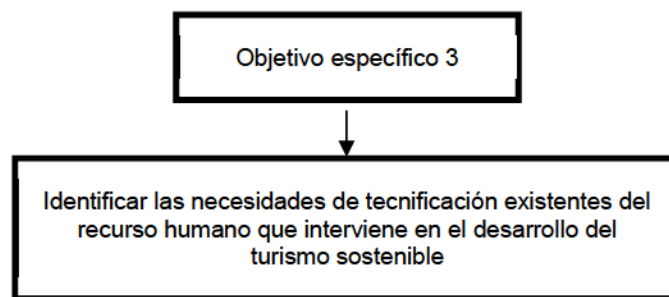 Objetivo específico 3
Identificar las necesidades de tecnificación existentes del
recurso humano que interviene en el desarrollo del
turismo sostenible